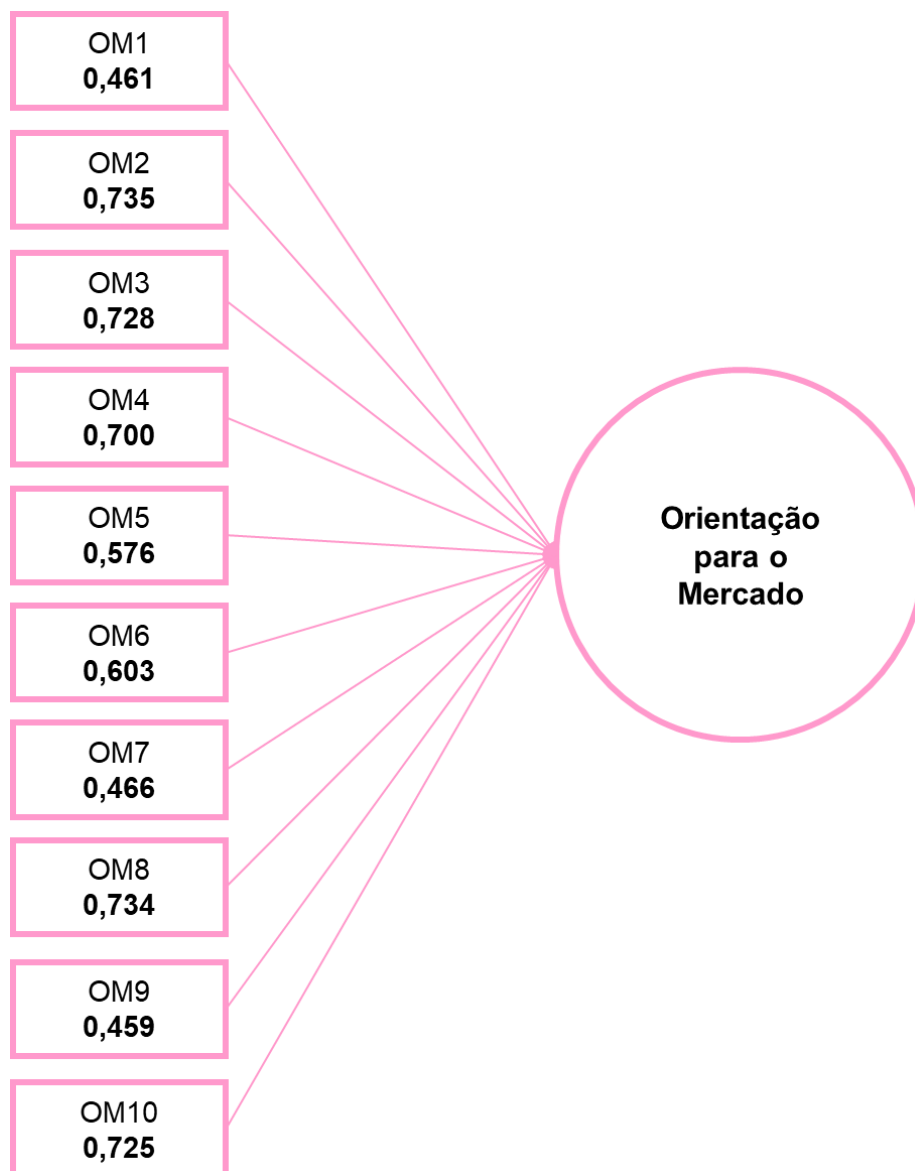 OM1
0,461
OM2
0,735
OM3
0,728
OM4
0,700
OM5
0,576
OM6
0,603
OM7
0,466
OM8
0,734
OM9
0,459
OM10
0,725
Orientação
para o
Mercado